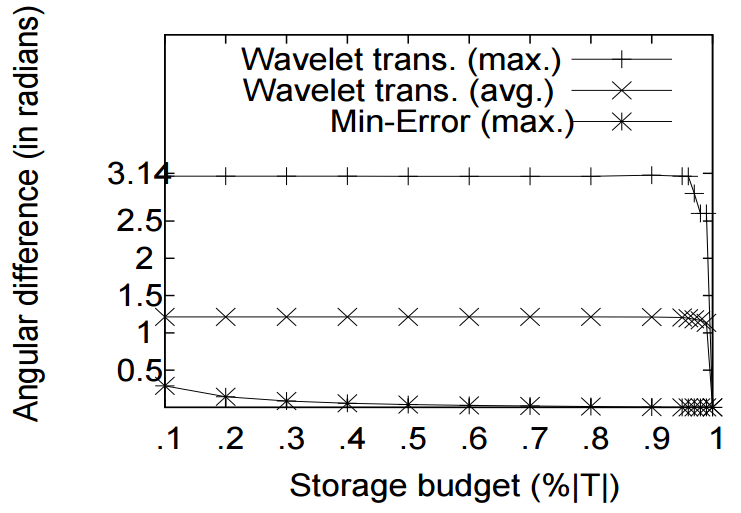 Angular difference (in radians)
Wavelet trans. (max.)
Wavelet trans. (avg.)
Min-Error (max.)
3.14
2.5
2
1.5
1
0.5
.1 .2 .3 .4 .5 .6 .7 .8 .9 1
Storage budget (%|T|)